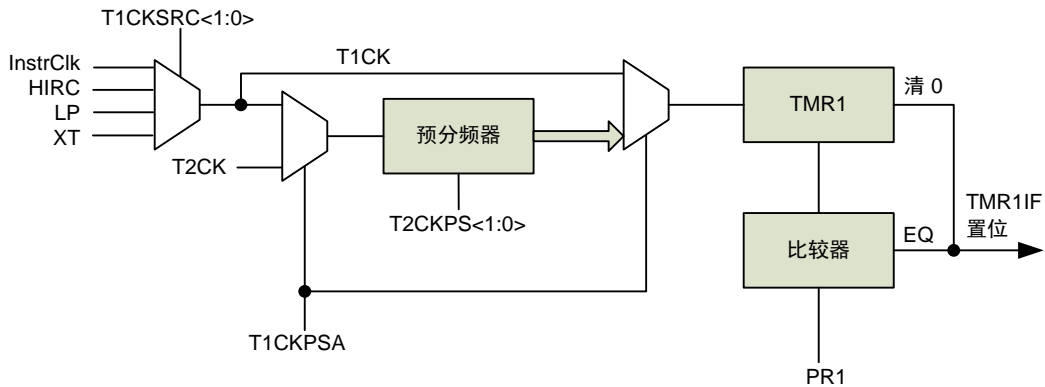 T1CKSRC<1:0>
InstrClk
HIRC
LP
XT
T1CK
T2CK
预分频器
T2CKPS<1:0>
T1CKPSA
TMR1
清 0
比较器
EQ
TMR1IF
置位
PR1